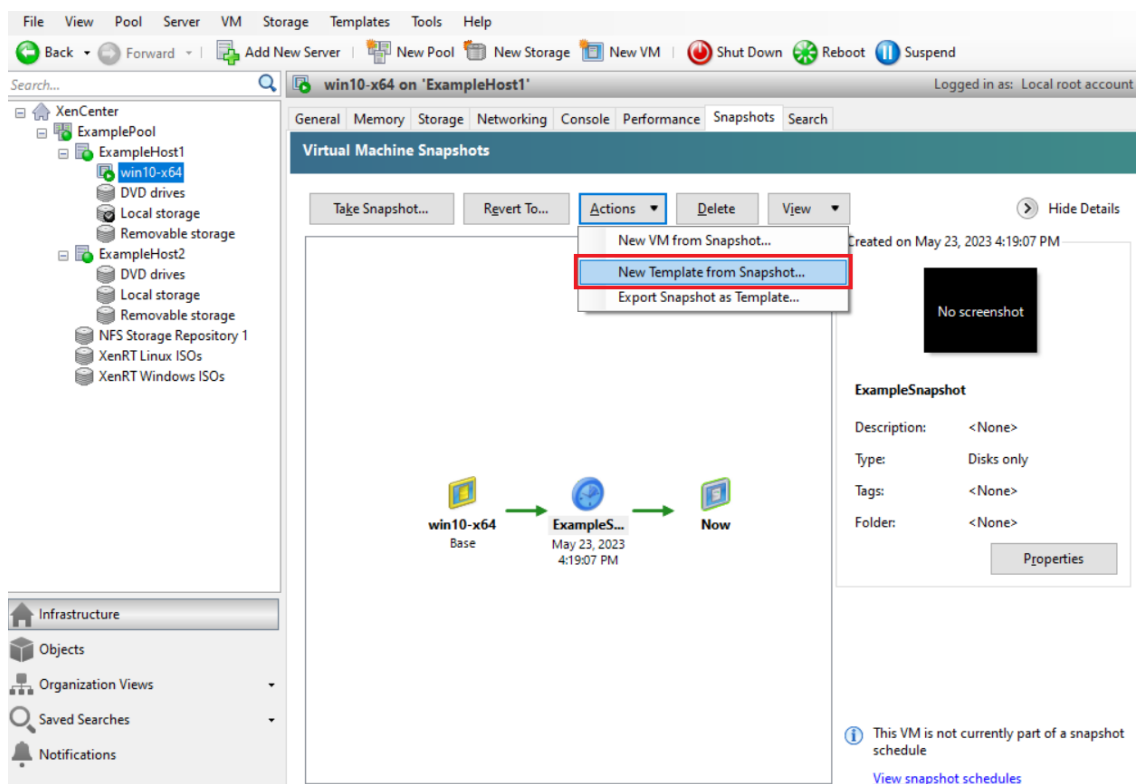 File View Pool Server VM Storage Templates Tools Help
Back Forward Add New Server New Pool New Storage New VM Shut Down Reboot Suspend
Search...
win10-x64 on 'ExampleHost1' Logged in as: Local root account
XenCenter
ExamplePool
ExampleHost1
win10-x64
DVD drives
Local storage
Removable storage
ExampleHost2
DVD drives
Local storage
Removable storage
NFS Storage Repository 1
XenRT Linux ISOs
XenRT Windows ISOs
General Memory Storage Networking Console Performance Snapshots Search
Virtual Machine Snapshots
Take Snapshot... Revert To... Actions Delete View Hide Details
New VM from Snapshot...
New Template from Snapshot...
Export Snapshot as Template...
Created on May 23, 2023 4:19:07 PM
No screenshot
ExampleSnapshot
Description: <None>
Type: Disks only
Tags: <None>
Folder: <None>
Properties
win10-x64
Base
ExampleS...
May 23, 2023
4:19:07 PM
Now
Infrastructure
Objects
Organization Views
Saved Searches
Notifications
This VM is not currently part of a snapshot
schedule
View snapshot schedules